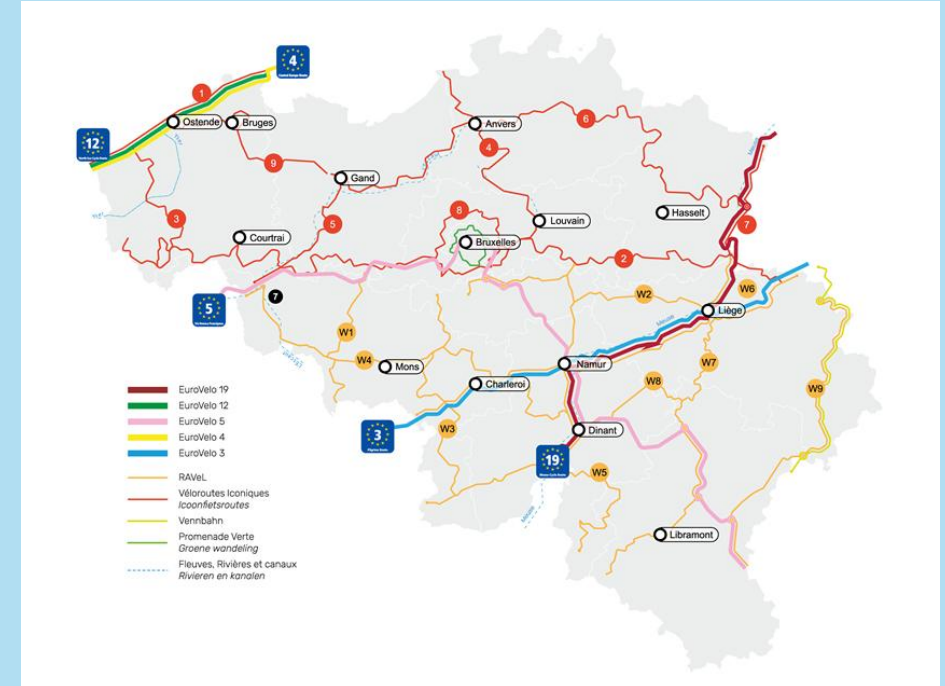 4
1
Ostende
Bruges
Anvers
6
12
4
Meuse
9
Gand
8
Louvain
Hasselt
3
5
7
Courtrai
Bruxelles
2
5
7
W2
W6
Liège
Meuse
W1
W4
Mons
Namur
W7
Charleroi
W8
W9
W3
3
Dinant
19
W5
Meuse
Libramont
EuroVelo 19
EuroVelo 12
EuroVelo 5
EuroVelo 4
EuroVelo 3
RAVeL
Véloroutes Iconiques
Icoonfietsroutes
Vennbahn
Promenade Verte
Groene wandeling
Fleuves, Rivières et canaux
Rivieren en kanalen